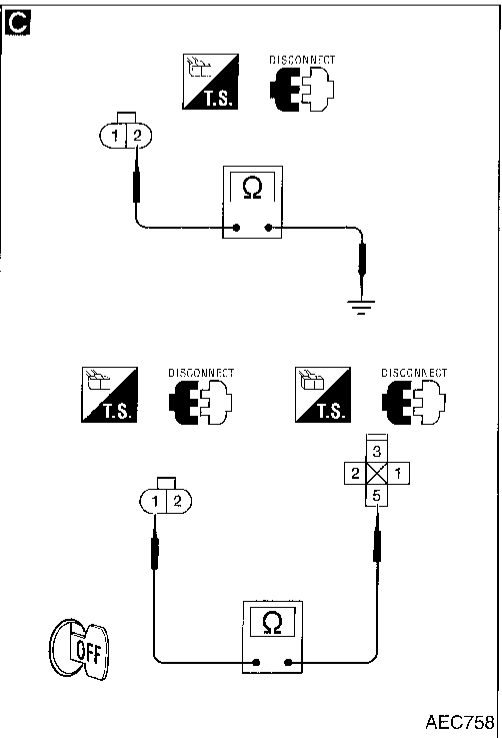 C
DISCONNECT
T.S.
1 2
Ω
DISCONNECT
DISCONNECT
T.S.
T.S.
3
2 1
5
1 2
Ω
OFF
AEC758